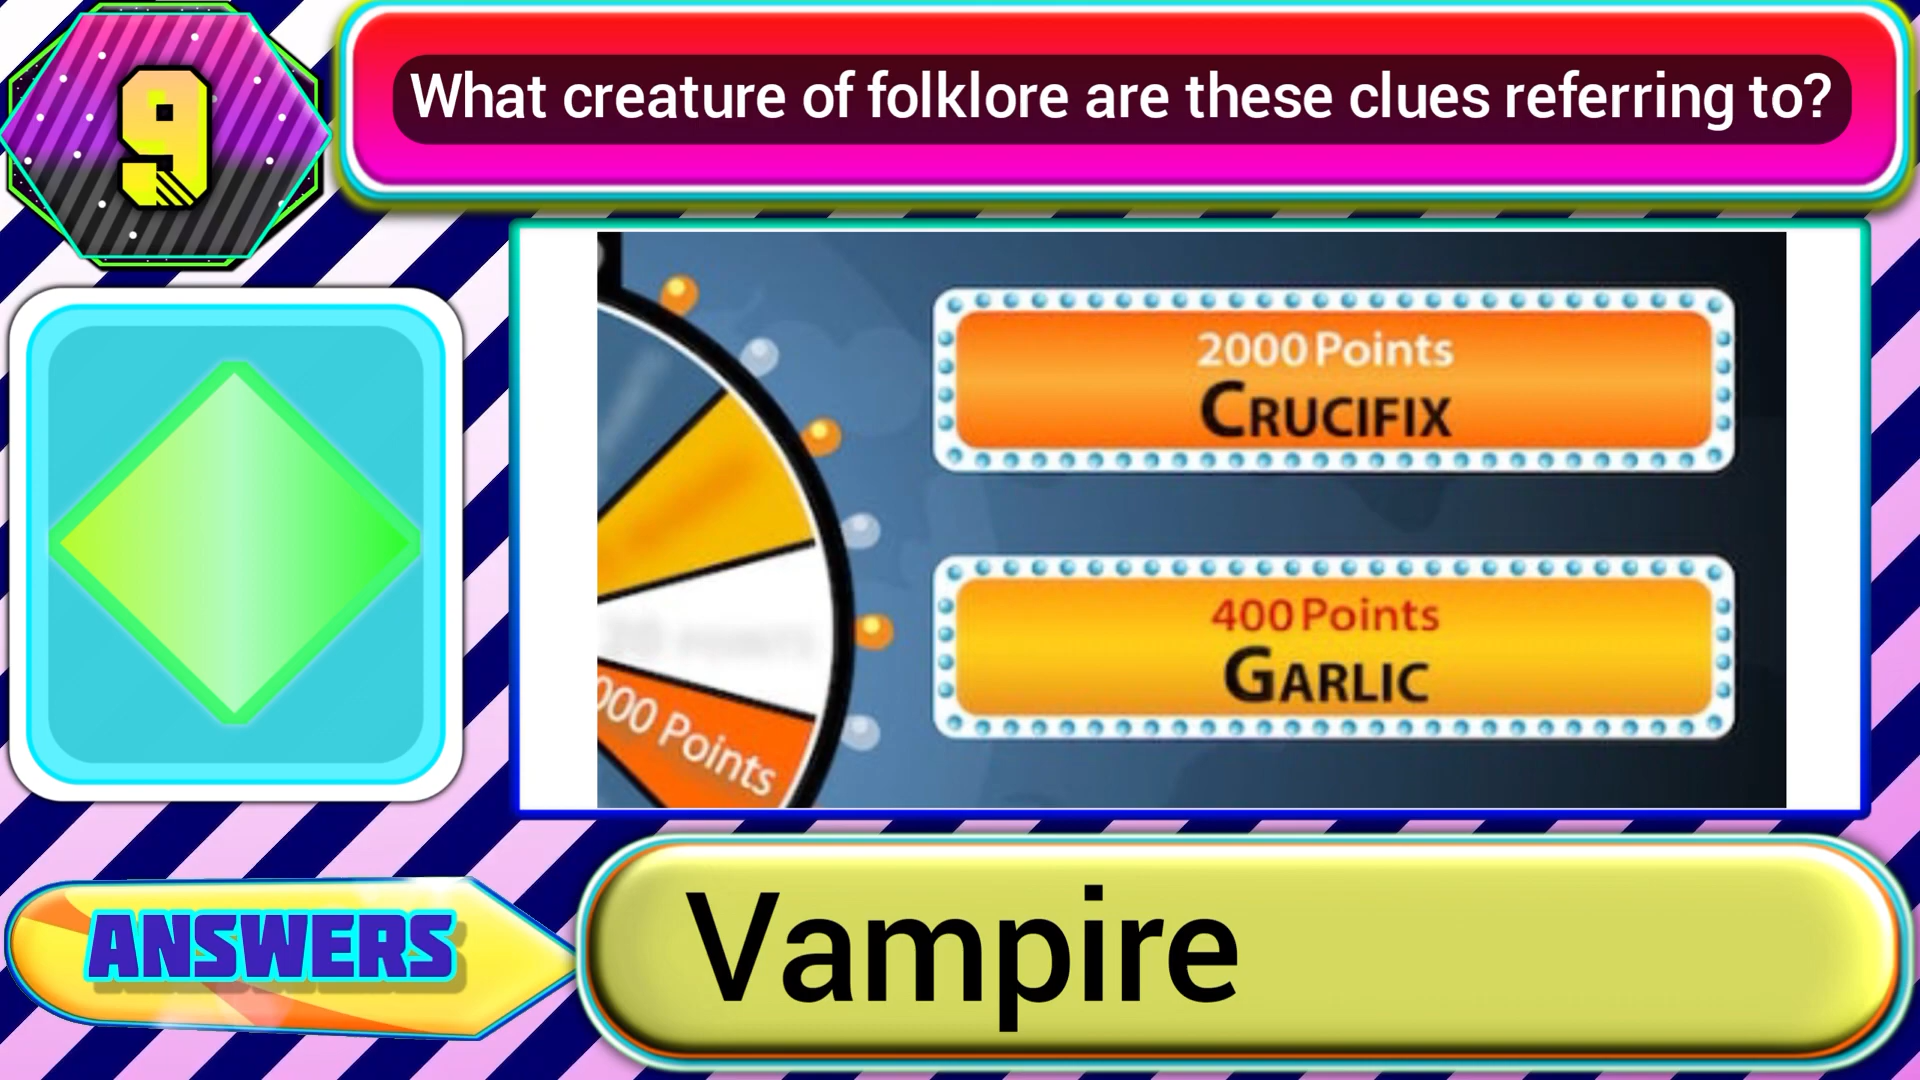 9
What creature of folklore are these clues referring to?
2000 Points
CRUCIFIX
400 Points
GARLIC
000 Points
ANSWERS
Vampire